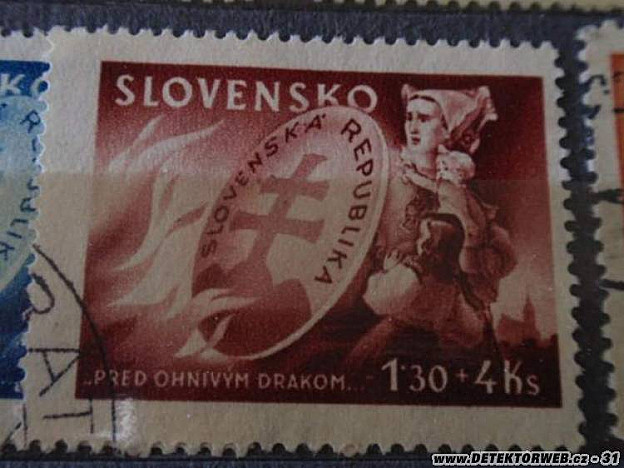 SLOVENSKO
SLOVENSKÁ REPUBLIKA
„PRED OHNIVÝM DRAKOM...“
1·30 + 4 Ks
www.DETEKTORWEB.cz - 31